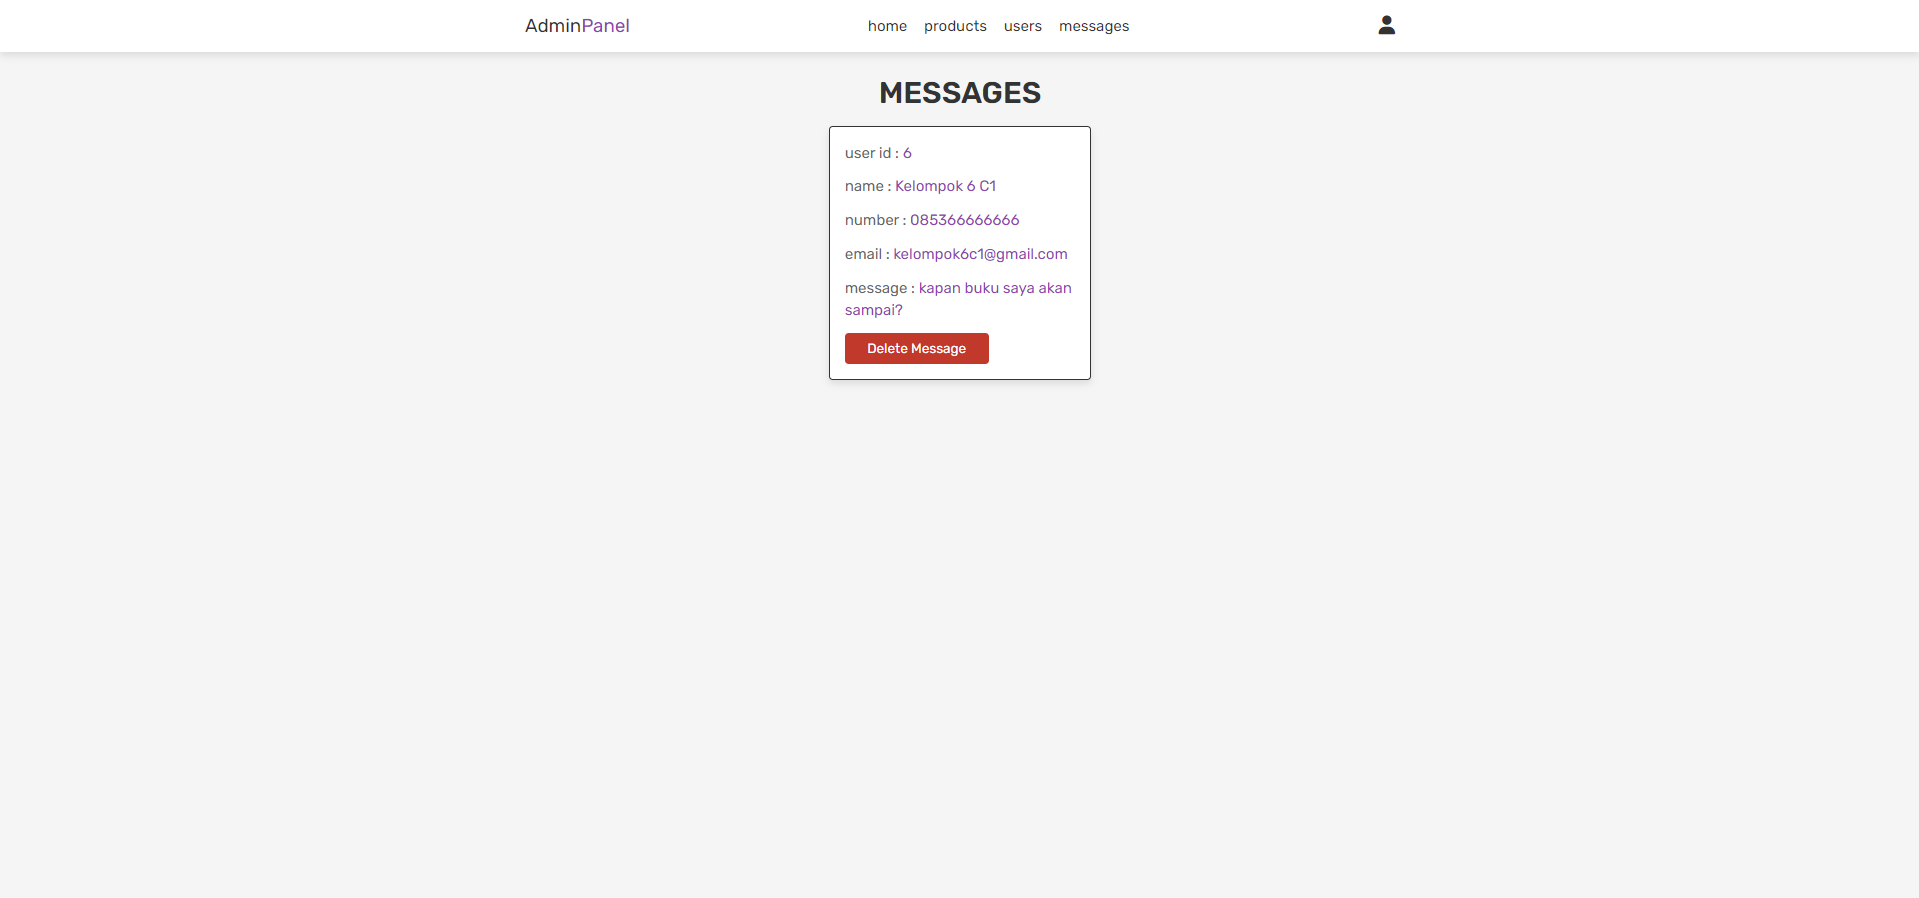 AdminPanel
home products users messages
MESSAGES
user id : 6
name : Kelompok 6 C1
number : 085366666666
email : kelompok6c1@gmail.com
message : kapan buku saya akan
sampai?
Delete Message